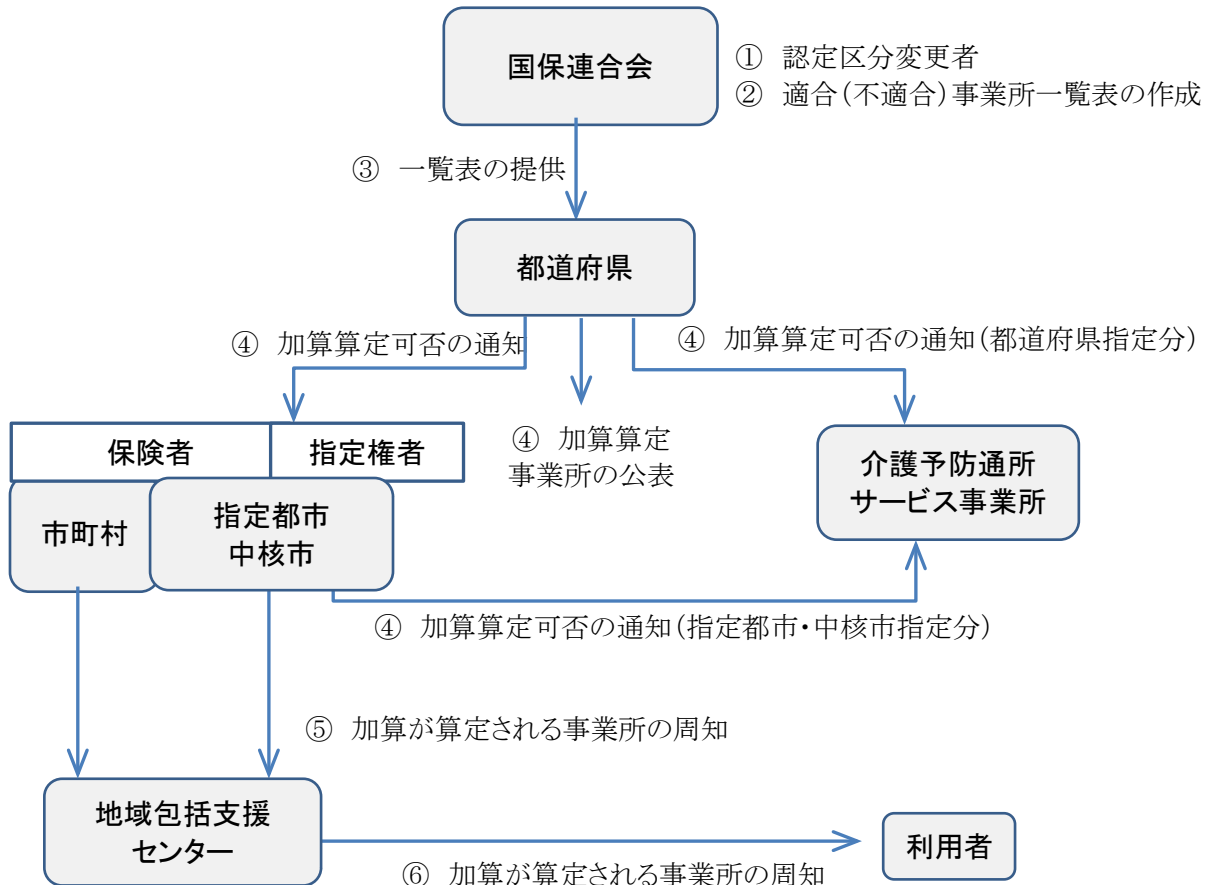 国保連合会
① 認定区分変更者
② 適合(不適合)事業所一覧表の作成
③ 一覧表の提供
都道府県
④ 加算算定可否の通知
④ 加算算定可否の通知(都道府県指定分)
保険者
指定権者
④ 加算算定
事業所の公表
介護予防通所
サービス事業所
市町村
指定都市
中核市
④ 加算算定可否の通知(指定都市・中核市指定分)
⑤ 加算が算定される事業所の周知
地域包括支援
センター
利用者
⑥ 加算が算定される事業所の周知